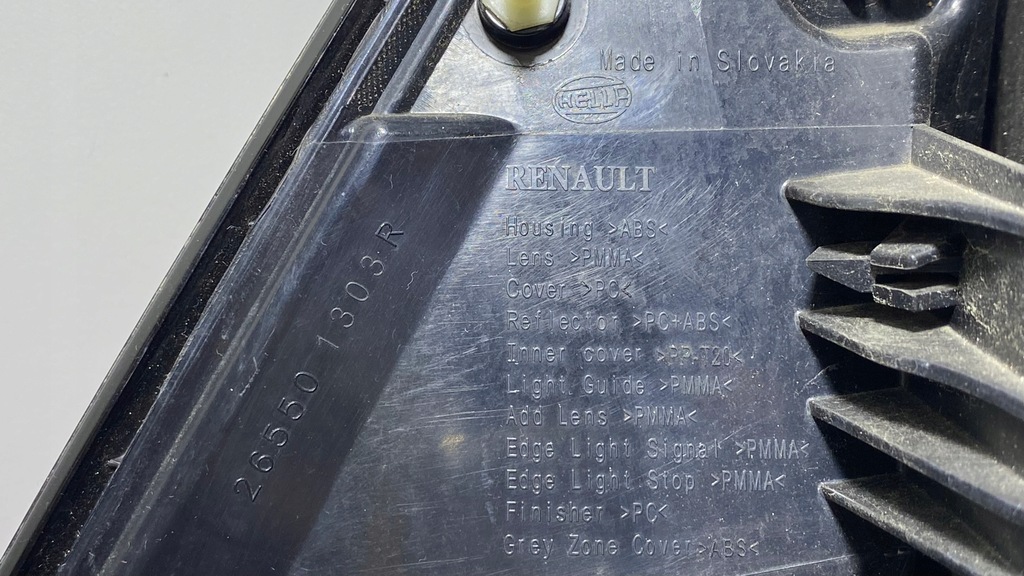 Made in Slovakia
HELLA
RENAULT
Housing >ABS<
Lens >PMMA<
Cover >PC<
Reflector >PC+ABS<
Inner cover >PP-T20<
Light Guide >PMMA<
Add Lens >PMMA<
Edge Light Signal >PMMA<
Edge Light Stop >PMMA<
Finisher >PC<
Grey Zone Cover>ABS<
26550 1303 R